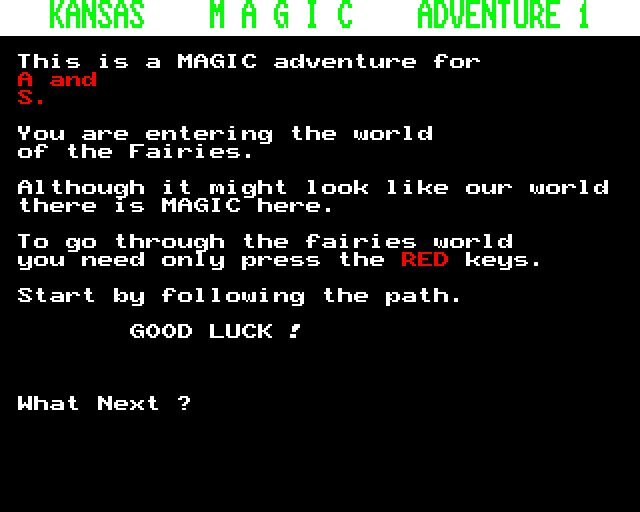 KANSAS M A G I C ADVENTURE 1
This is a MAGIC adventure for
A and
S.
You are entering the world
of the Fairies.
Although it might look like our world
there is MAGIC here.
To go through the fairies world
you need only press the RED keys.
Start by following the path.
GOOD LUCK !
What Next ?